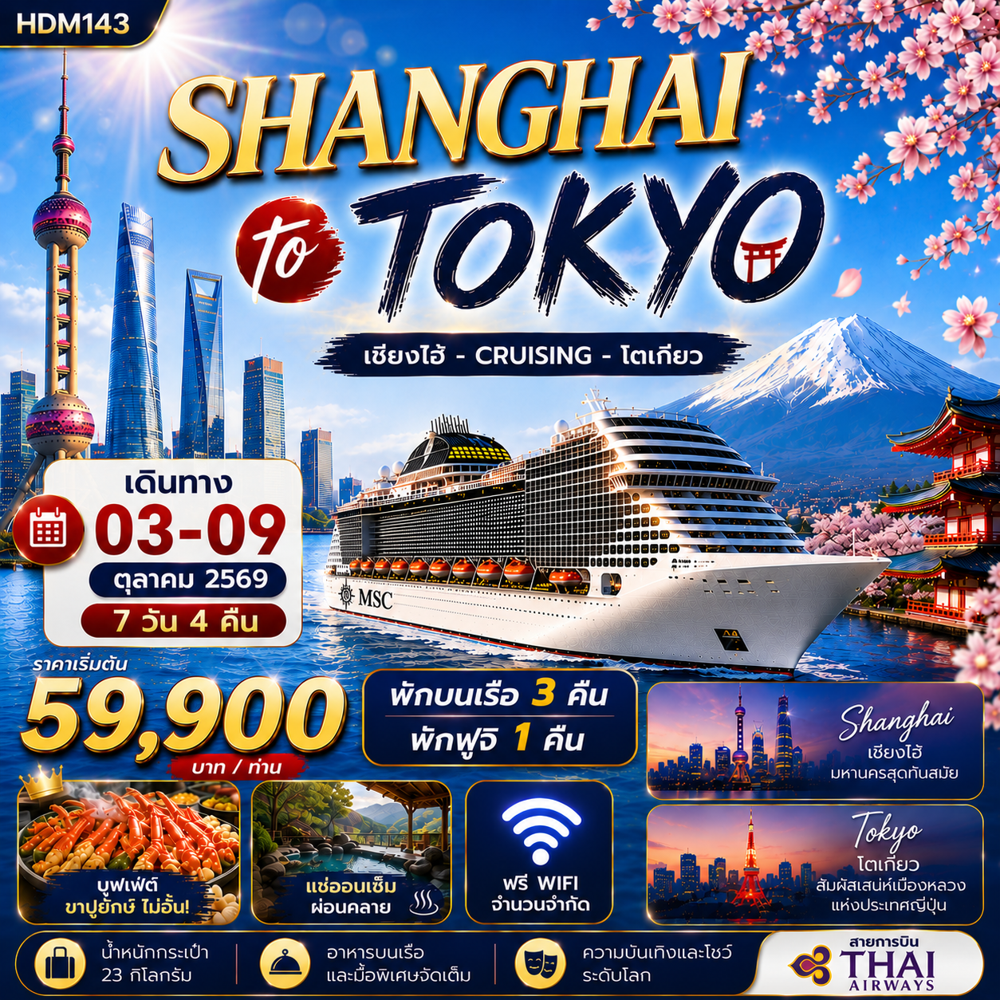 HDM143
SHANGHAI
to TOKYO
เซี่ยงไฮ้ - CRUISING - โตเกียว
เดินทาง
03-09
ตุลาคม 2569
7 วัน 4 คืน
MSC
ราคาเริ่มต้น
59,900
บาท / ท่าน
พักบนเรือ 3 คืน
พักฟูจิ 1 คืน
Shanghai
เซี่ยงไฮ้
มหานครสุดทันสมัย
Tokyo
โตเกียว
สัมผัสเสน่ห์เมืองหลวง
แห่งประเทศญี่ปุ่น
บุฟเฟ่ต์
ขาปูยักษ์ ไม่อั้น!
แช่ออนเซ็น
ผ่อนคลาย
ฟรี WIFI
จำนวนจำกัด
น้ำหนักกระเป๋า
23 กิโลกรัม
อาหารบนเรือ
และมื้อพิเศษจัดเต็ม
ความบันเทิงและโชว์
ระดับโลก
สายการบิน
THAI
AIRWAYS